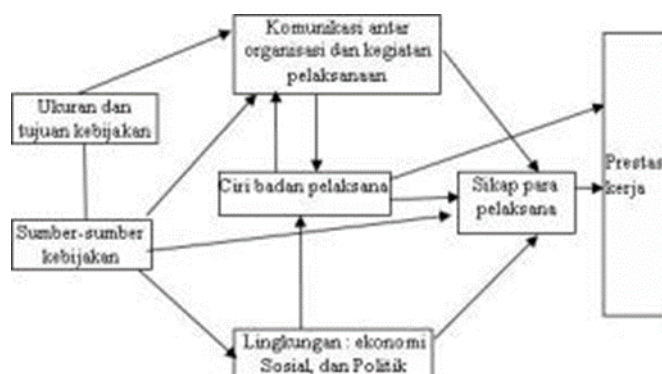 Komunikasi antar
organisasi dan kegiatan
pelaksanaan
Ukuran dan
tujuan kebijakan
Ciri badan pelaksana
Sikap para
pelaksana
Prestas
kerja
Sumber-sumber
kebijakan
Lingkungan : ekonomi
Sosial, dan Politik